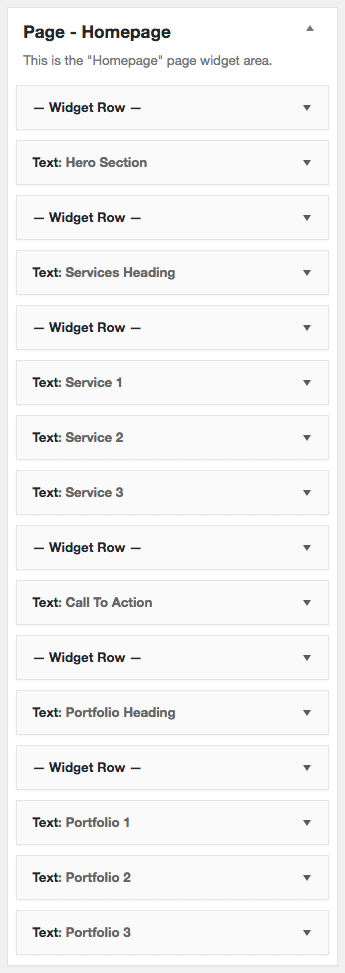 Page - Homepage
This is the "Homepage" page widget area.
— Widget Row —
Text: Hero Section
— Widget Row —
Text: Services Heading
— Widget Row —
Text: Service 1
Text: Service 2
Text: Service 3
— Widget Row —
Text: Call To Action
— Widget Row —
Text: Portfolio Heading
— Widget Row —
Text: Portfolio 1
Text: Portfolio 2
Text: Portfolio 3